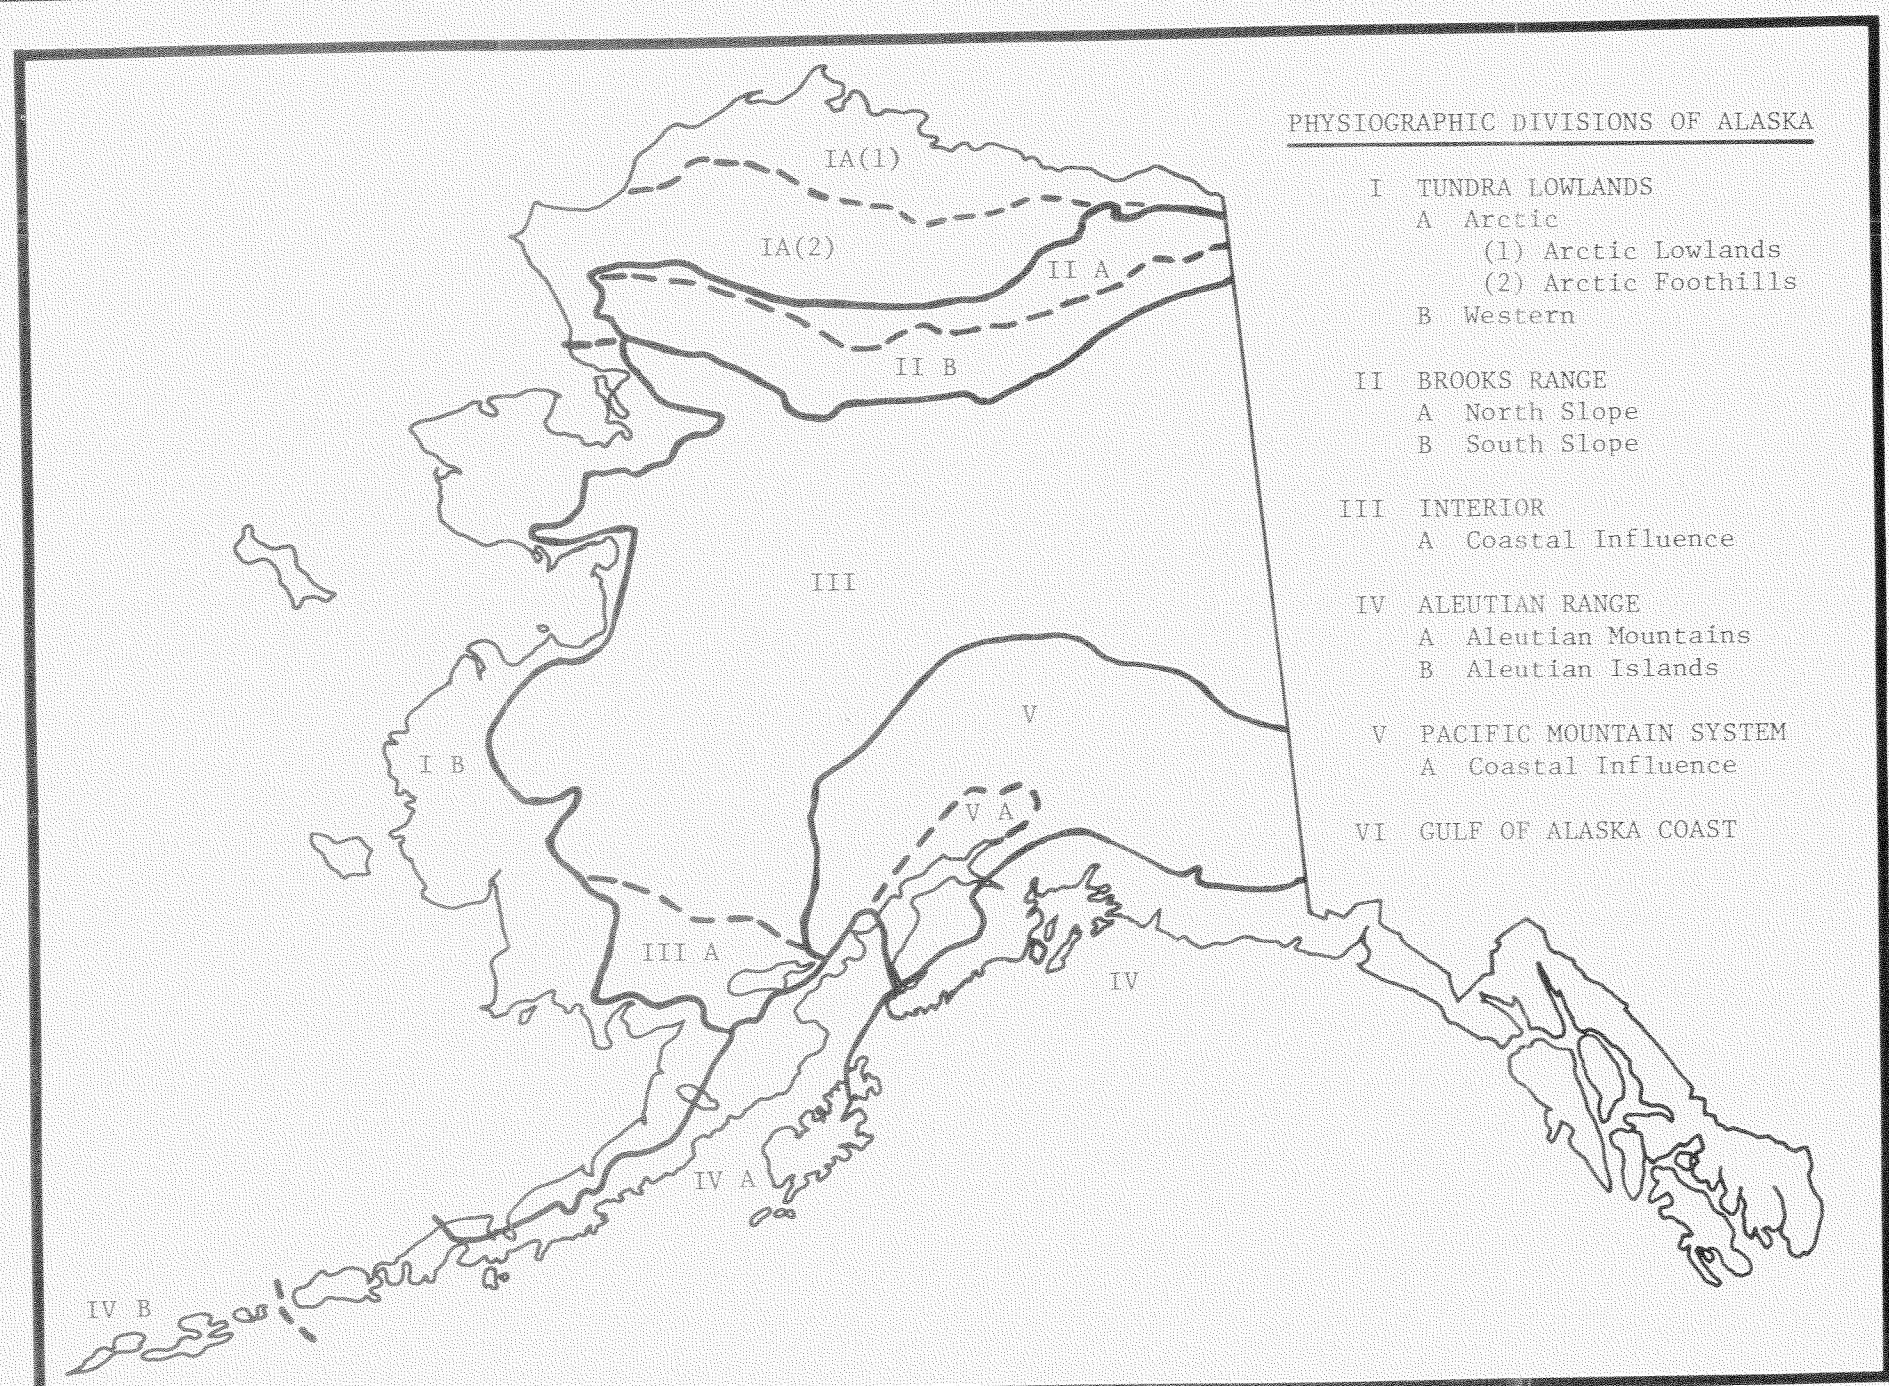 PHYSIOGRAPHIC DIVISIONS OF ALASKA
I TUNDRA LOWLANDS
A Arctic
(1) Arctic Lowlands
(2) Arctic Foothills
B Western
II BROOKS RANGE
A North Slope
B South Slope
III INTERIOR
A Coastal Influence
IV ALEUTIAN RANGE
A Aleutian Mountains
B Aleutian Islands
V PACIFIC MOUNTAIN SYSTEM
A Coastal Influence
VI GULF OF ALASKA COAST
IA(1)
IA(2)
II A
II B
III
V
I B
V A
III A
IV
IV A
IV B